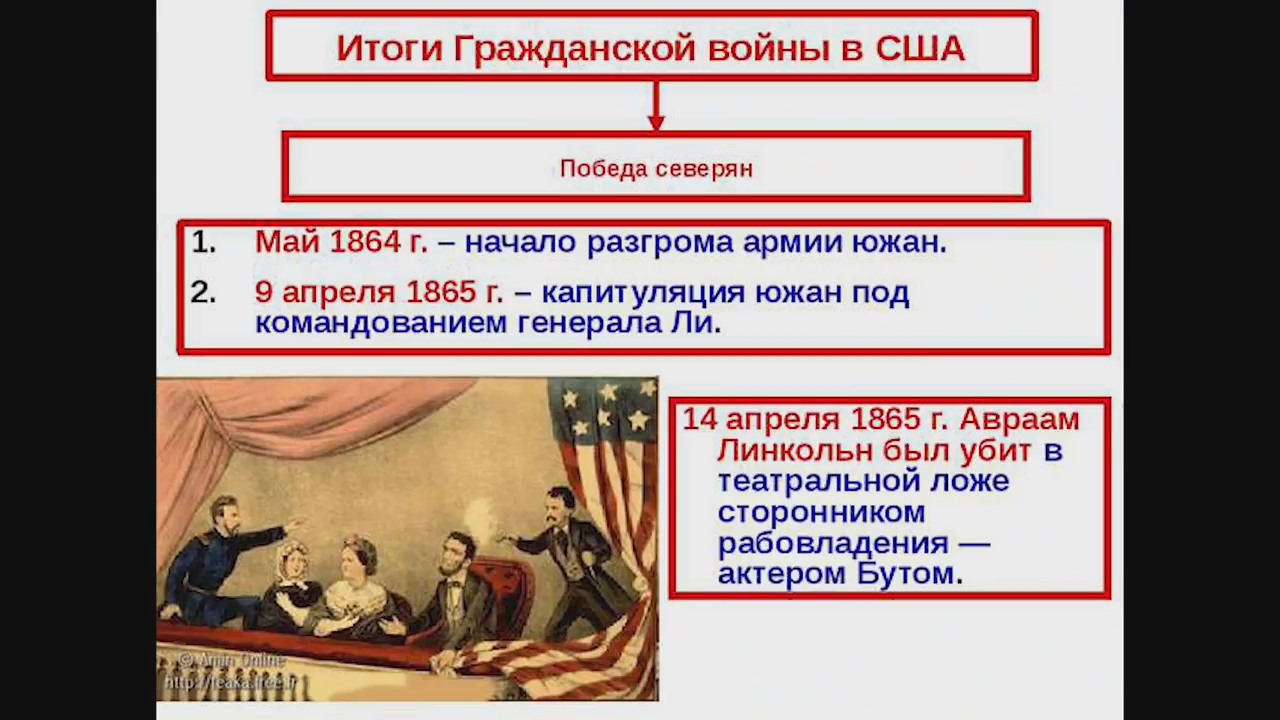 Итоги Гражданской войны в США
Победа северян
1. Май 1864 г. – начало разгрома армии южан.
2. 9 апреля 1865 г. – капитуляция южан под
командованием генерала Ли.
14 апреля 1865 г. Авраам
Линкольн был убит в
театральной ложе
сторонником
рабовладения —
актером Бутом.
Online